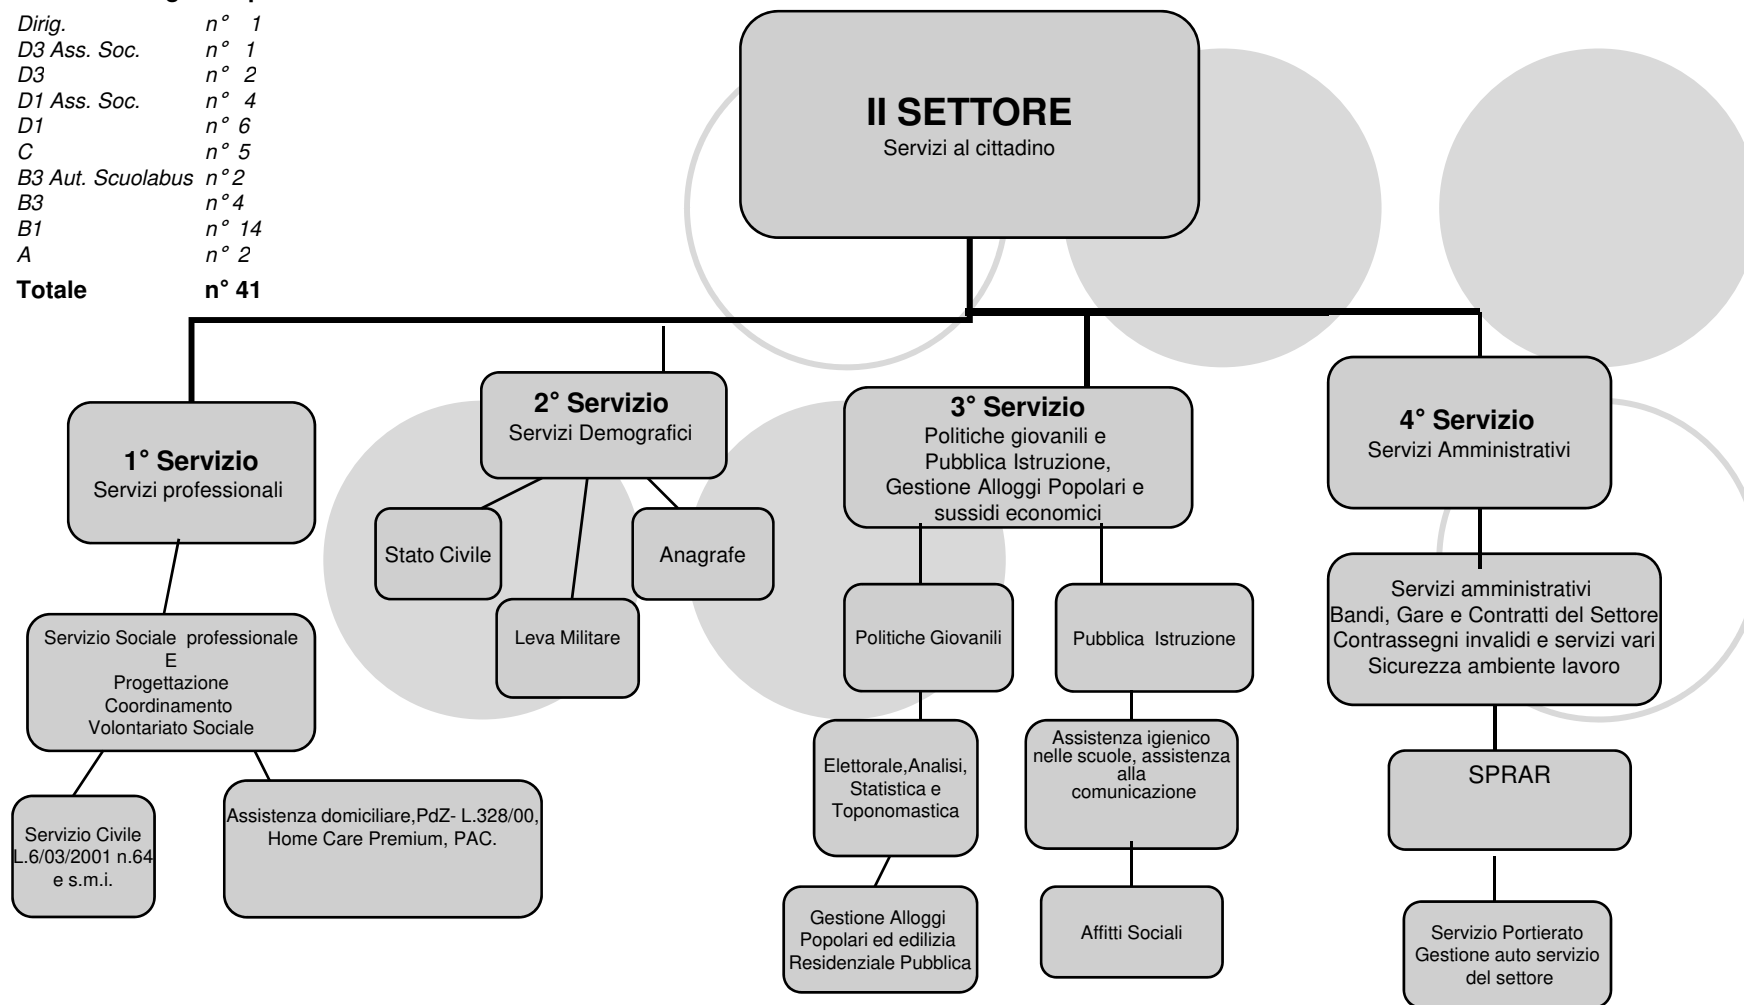 Dirig. n° 1
D3 Ass. Soc. n° 1
D3 n° 2
D1 Ass. Soc. n° 4
D1 n° 6
C n° 5
B3 Aut. Scuolabus n° 2
B3 n° 4
B1 n° 14
A n° 2
Totale n° 41
II SETTORE
Servizi al cittadino
1° Servizio
Servizi professionali
Servizio Sociale professionale
E
Progettazione
Coordinamento
Volontariato Sociale
Servizio Civile
L.6/03/2001 n.64
e s.m.i.
Assistenza domiciliare,PdZ- L.328/00,
Home Care Premium, PAC.
2° Servizio
Servizi Demografici
Stato Civile
Leva Militare
Anagrafe
3° Servizio
Politiche giovanili e
Pubblica Istruzione,
Gestione Alloggi Popolari e
sussidi economici
Politiche Giovanili
Elettorale,Analisi,
Statistica e
Toponomastica
Gestione Alloggi
Popolari ed edilizia
Residenziale Pubblica
Pubblica Istruzione
Assistenza igienico
nelle scuole, assistenza
alla
comunicazione
Affitti Sociali
4° Servizio
Servizi Amministrativi
Servizi amministrativi
Bandi, Gare e Contratti del Settore
Contrassegni invalidi e servizi vari
Sicurezza ambiente lavoro
SPRAR
Servizio Portierato
Gestione auto servizio
del settore